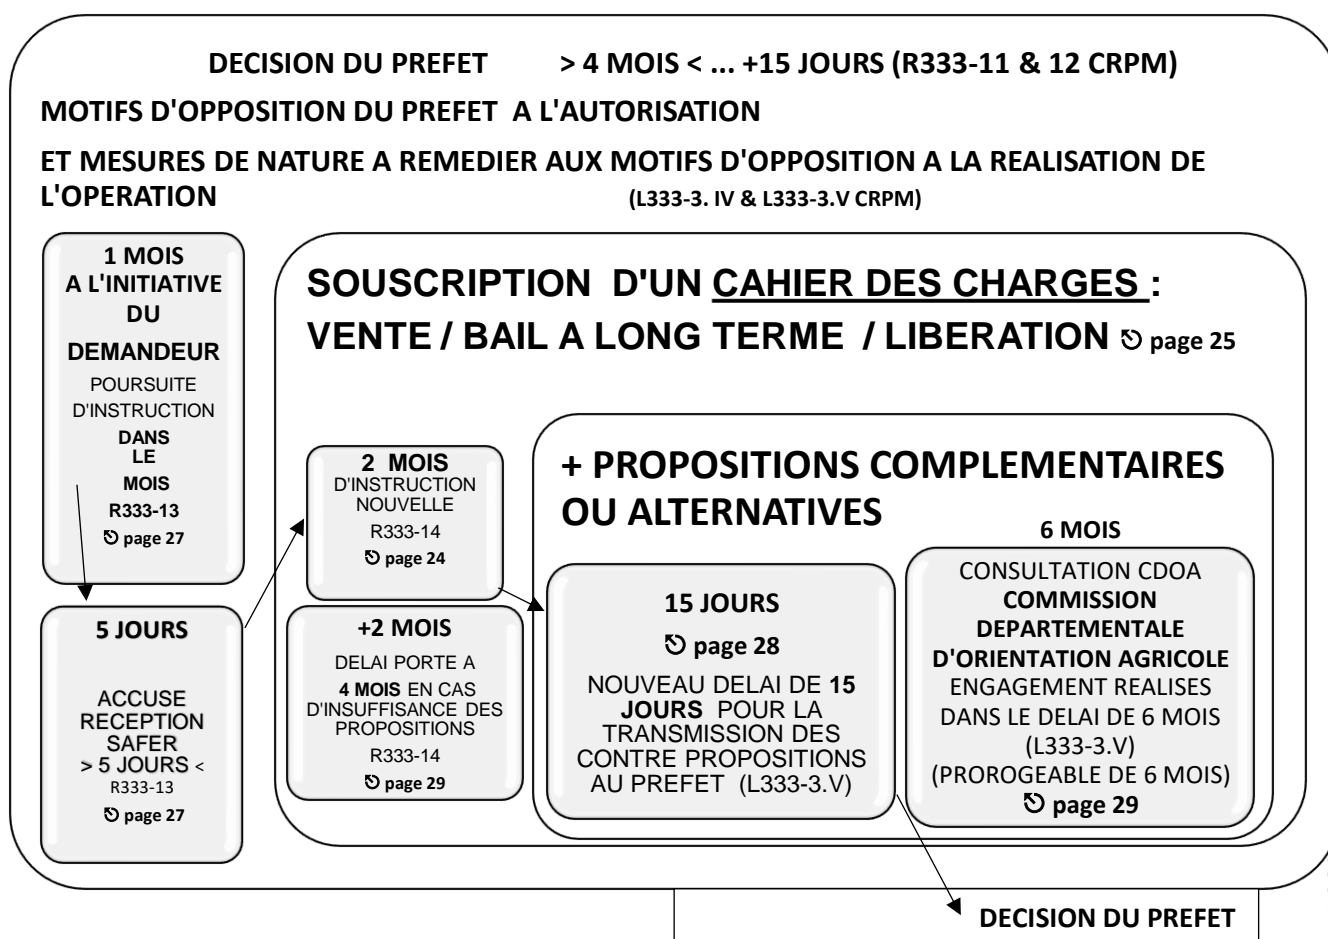 DECISION DU PREFET > 4 MOIS < ... +15 JOURS (R333-11 & 12 CRPM)
MOTIFS D'OPPOSITION DU PREFET A L'AUTORISATION
ET MESURES DE NATURE A REMEDIER AUX MOTIFS D'OPPOSITION A LA REALISATION DE
L'OPERATION (L333-3. IV & L333-3.V CRPM)
1 MOIS
A L'INITIATIVE
DU
DEMANDEUR
POURSUITE
D'INSTRUCTION
DANS
LE
MOIS
R333-13
⎋ page 27
5 JOURS
ACCUSE
RECEPTION
SAFER
> 5 JOURS <
R333-13
⎋ page 27
SOUSCRIPTION D'UN CAHIER DES CHARGES :
VENTE / BAIL A LONG TERME / LIBERATION ⎋ page 25
2 MOIS
D'INSTRUCTION
NOUVELLE
R333-14
⎋ page 24
+2 MOIS
DELAI PORTE A
4 MOIS EN CAS
D'INSUFFISANCE DES
PROPOSITIONS
R333-14
⎋ page 29
+ PROPOSITIONS COMPLEMENTAIRES
OU ALTERNATIVES
15 JOURS
⎋ page 28
NOUVEAU DELAI DE 15
JOURS POUR LA
TRANSMISSION DES
CONTRE PROPOSITIONS
AU PREFET (L333-3.V)
6 MOIS
CONSULTATION CDOA
COMMISSION
DEPARTEMENTALE
D'ORIENTATION AGRICOLE
ENGAGEMENT REALISES
DANS LE DELAI DE 6 MOIS
(L333-3.V)
(PROROGEABLE DE 6 MOIS)
⎋ page 29
DECISION DU PREFET